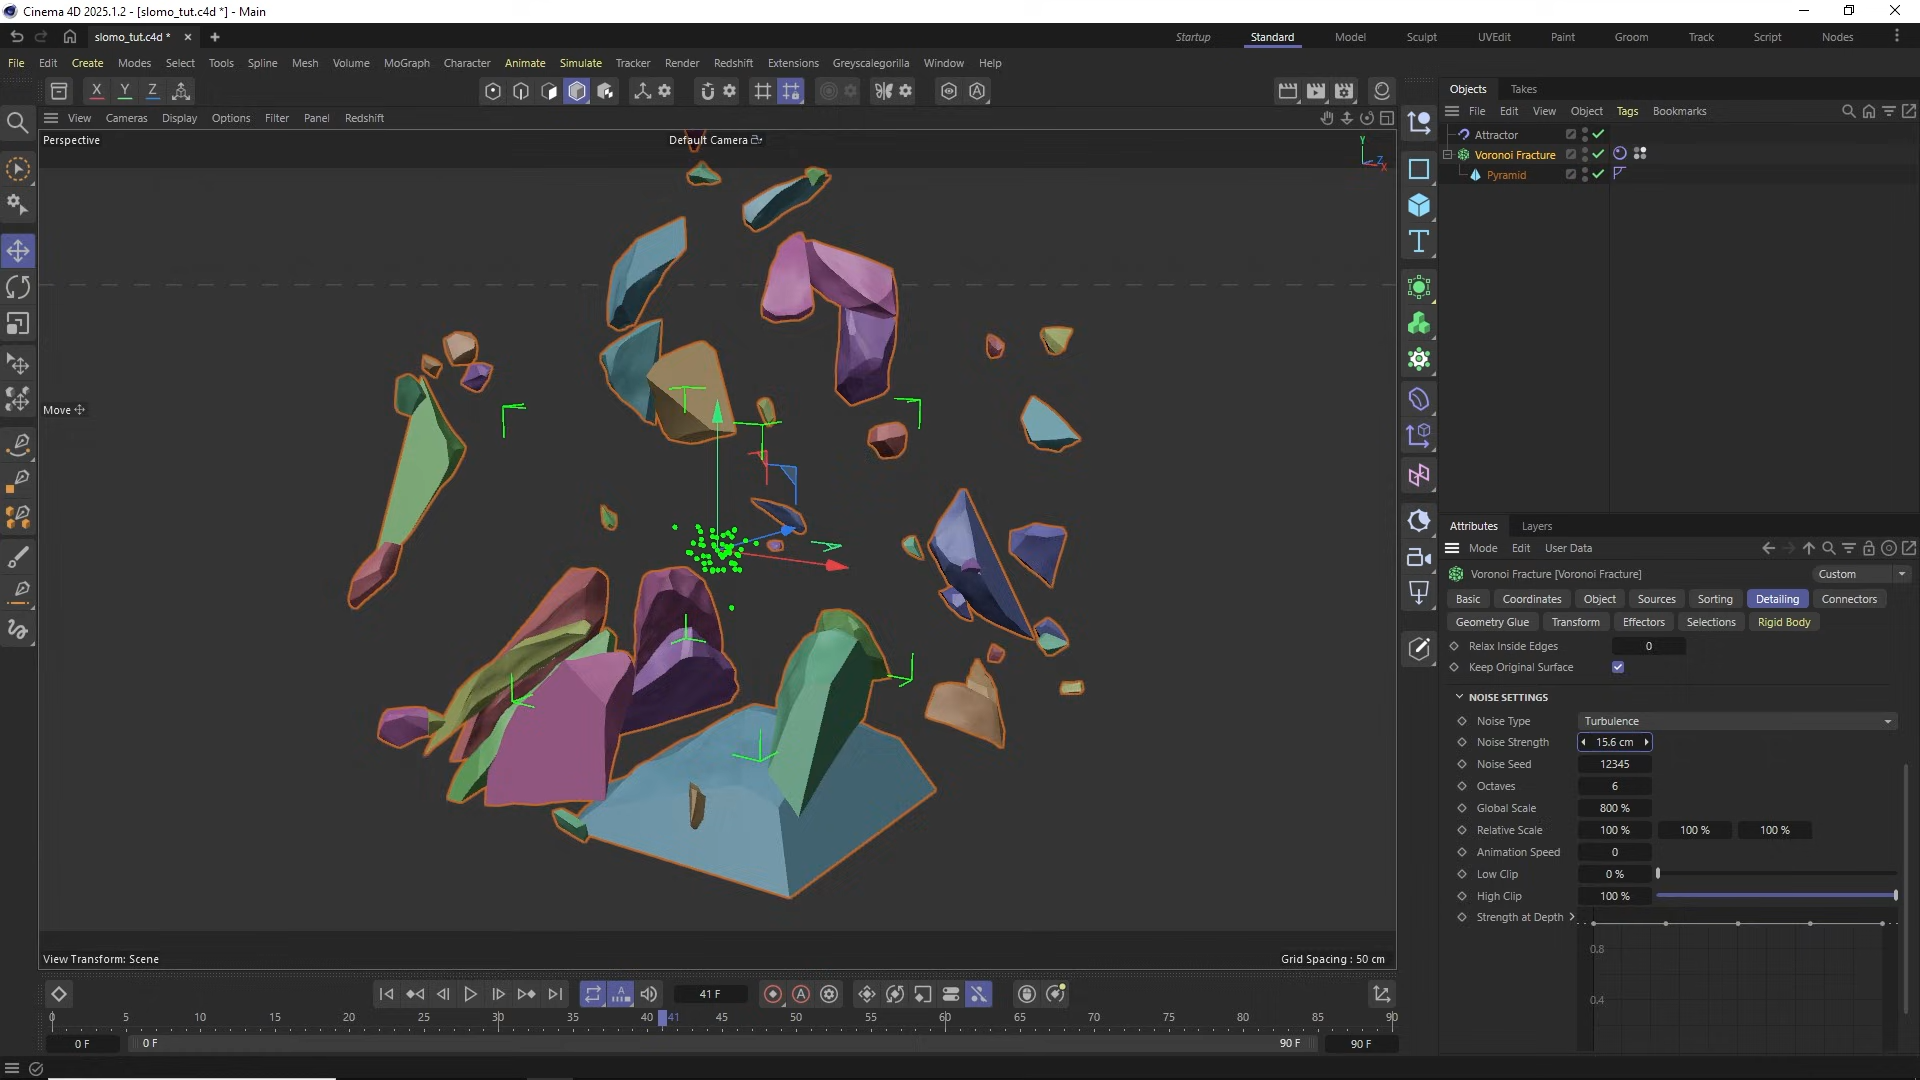 Cinema 4D 2025.1.2 - [slomo_tut.c4d *] - Main
slomo_tut.c4d *
Startup Standard Model Sculpt UVEdit Paint Groom Track Script Nodes
File Edit Create Modes Select Tools Spline Mesh Volume MoGraph Character Animate Simulate Tracker Render Redshift Extensions Greyscalegorilla Window Help
X Y Z
Objects Takes
View Cameras Display Options Filter Panel Redshift
File Edit View Object Tags Bookmarks
Perspective
Default Camera
Y
Z
X
Attractor
Voronoi Fracture
Pyramid
Move
Attributes Layers
Mode Edit User Data
Voronoi Fracture [Voronoi Fracture]
Custom
Basic Coordinates Object Sources Sorting Detailing Connectors
Geometry Glue Transform Effectors Selections Rigid Body
Relax Inside Edges 0
Keep Original Surface
NOISE SETTINGS
Noise Type Turbulence
Noise Strength 15.6 cm
Noise Seed 12345
Octaves 6
Global Scale 800 %
Relative Scale 100 % 100 % 100 %
Animation Speed 0
Low Clip 0 %
High Clip 100 %
Strength at Depth
0.8
0.4
View Transform: Scene
Grid Spacing : 50 cm
41 F
0 5 10 15 20 25 30 35 40 41 45 50 55 60 65 70 75 80 85 90
0 F 0 F 90 F 90 F